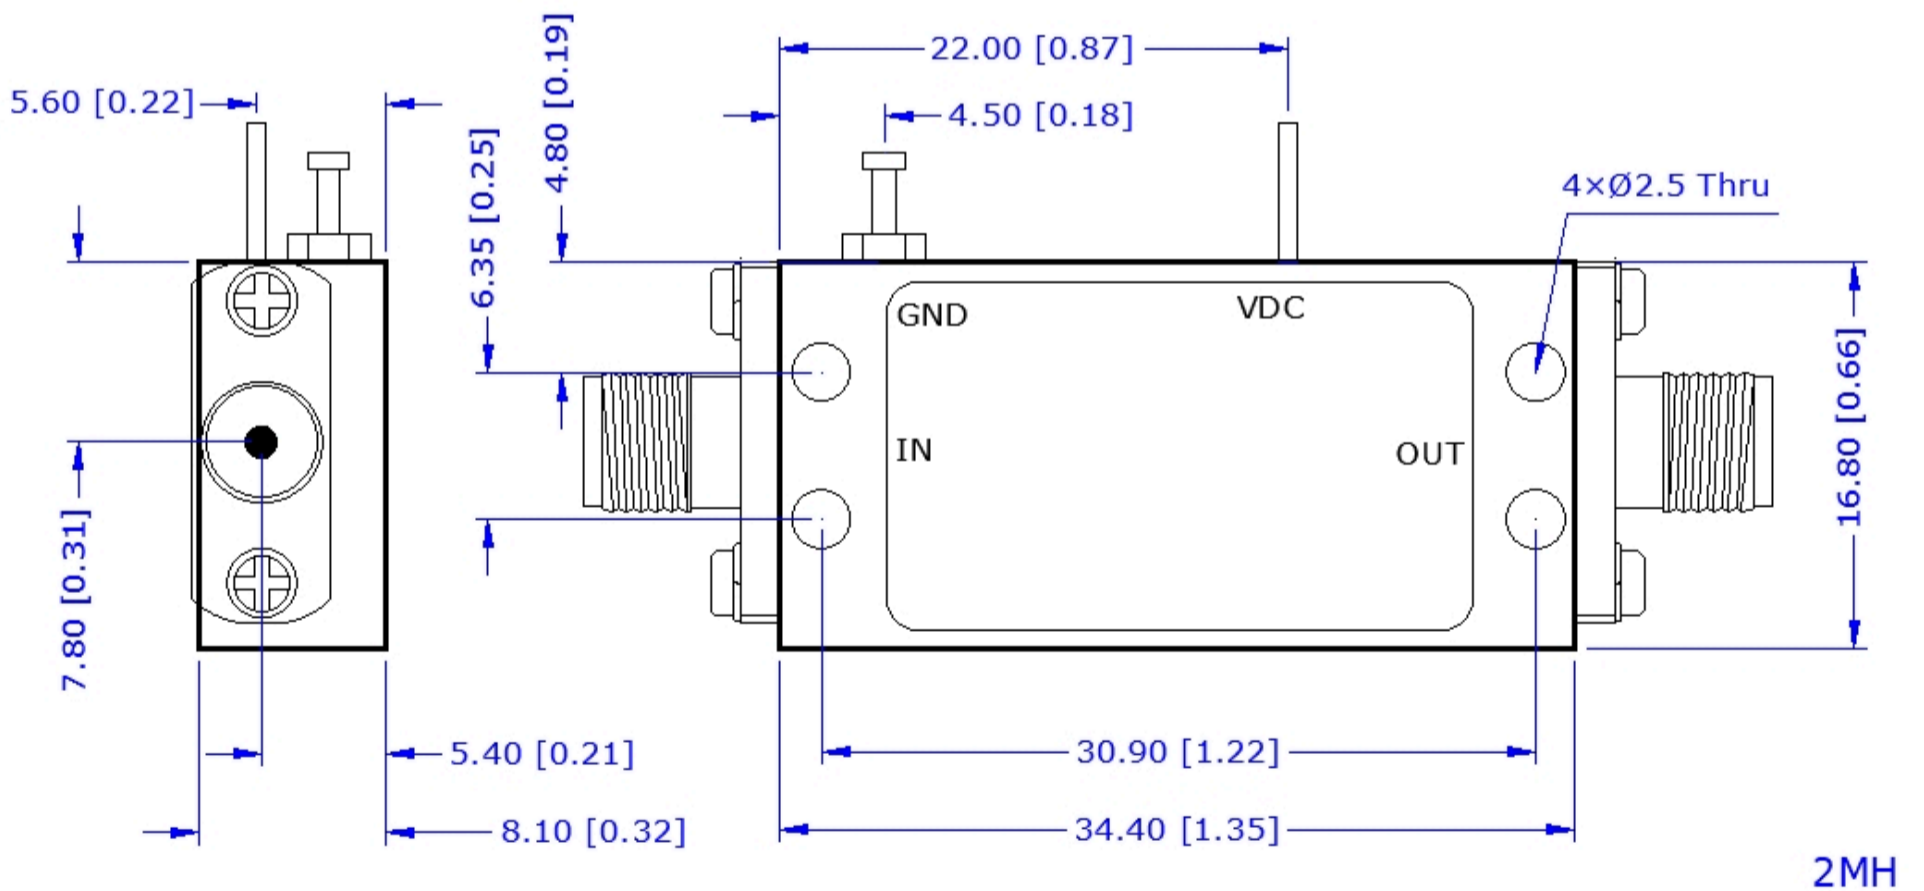 22.00 [0.87]
5.60 [0.22]
4.80 [0.19]
4.50 [0.18]
6.35 [0.25]
4×Ø2.5 Thru
GND
VDC
IN
OUT
16.80 [0.66]
7.80 [0.31]
5.40 [0.21]
30.90 [1.22]
8.10 [0.32]
34.40 [1.35]
2MH